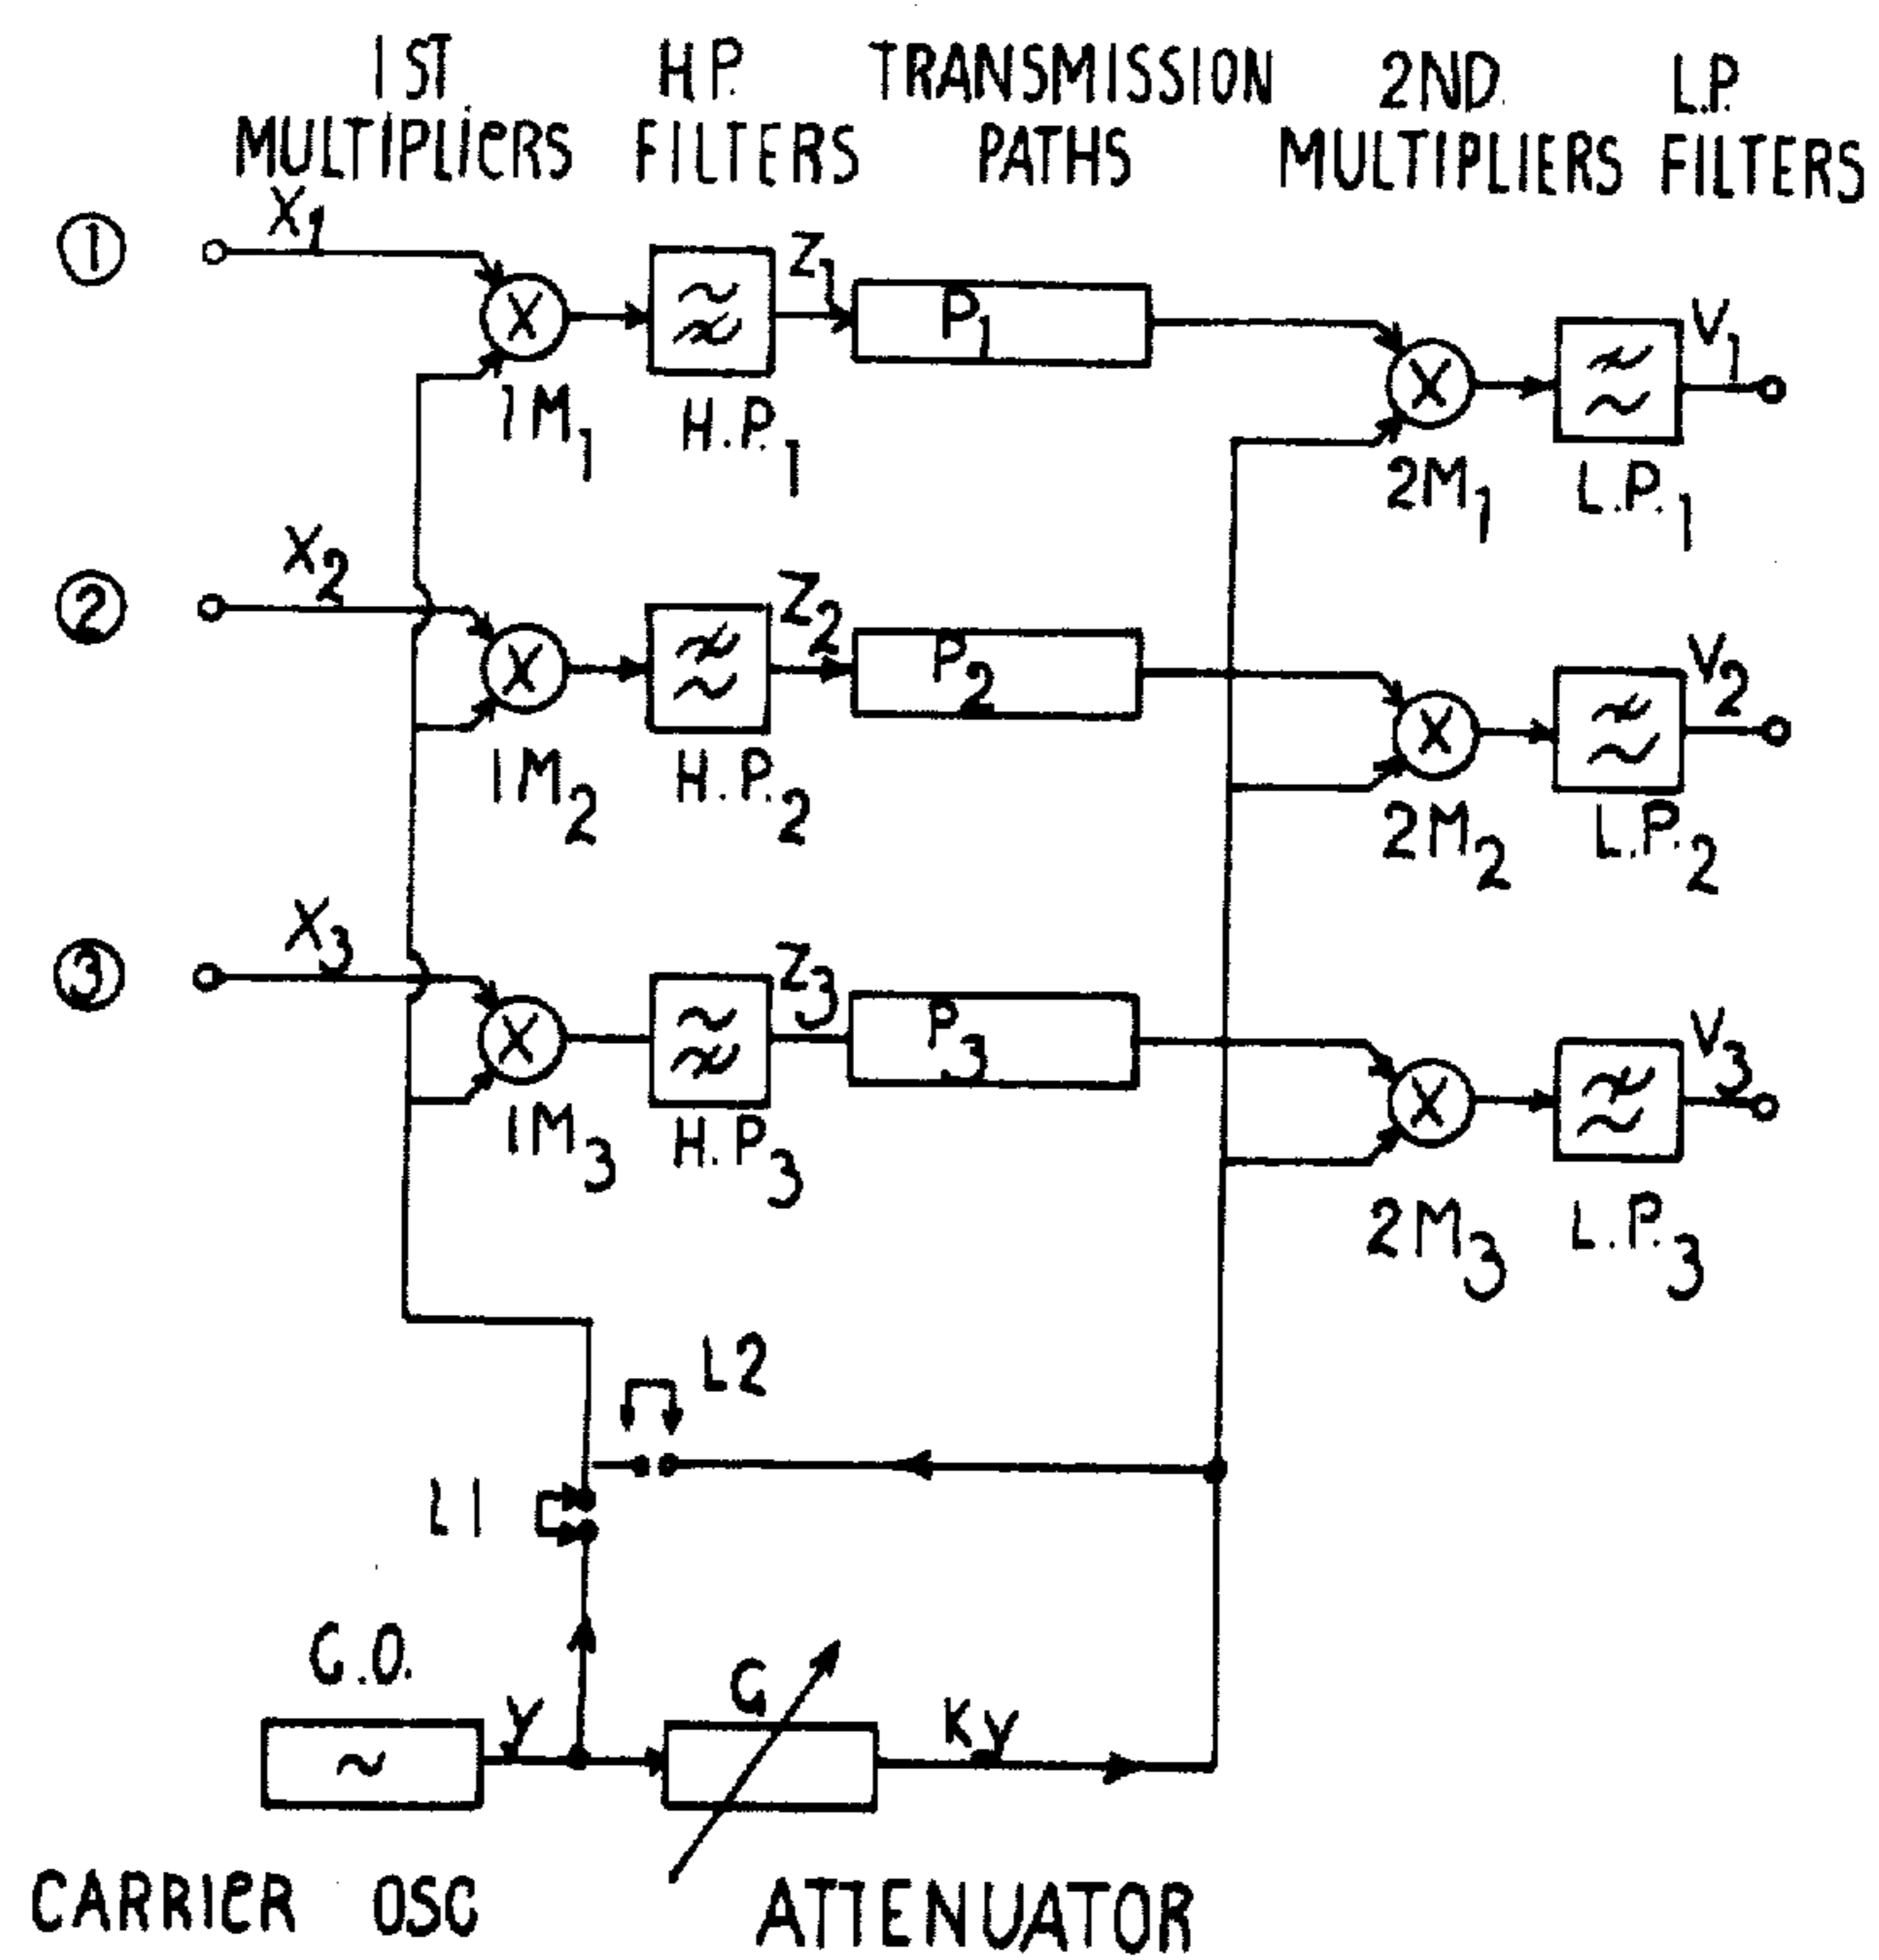 1ST. H.P. TRANSMISSION 2ND. L.P.
MULTIPLIeRS FILTERS PATHS MULTIPLIERS FILTERS
1 X1 Z1 P1 V1
X X
1M1 H.P.1 2M1 L.P.1
2 X2 Z2 P2 V2
X X
1M2 H.P.2 2M2 L.P.2
3 X3 Z3 P3 V3
X X
1M3 H.P3 2M3 L.P.3
L2
L1
C.O. G
Y Ky
~
CARRIeR OSC ATTENUATOR